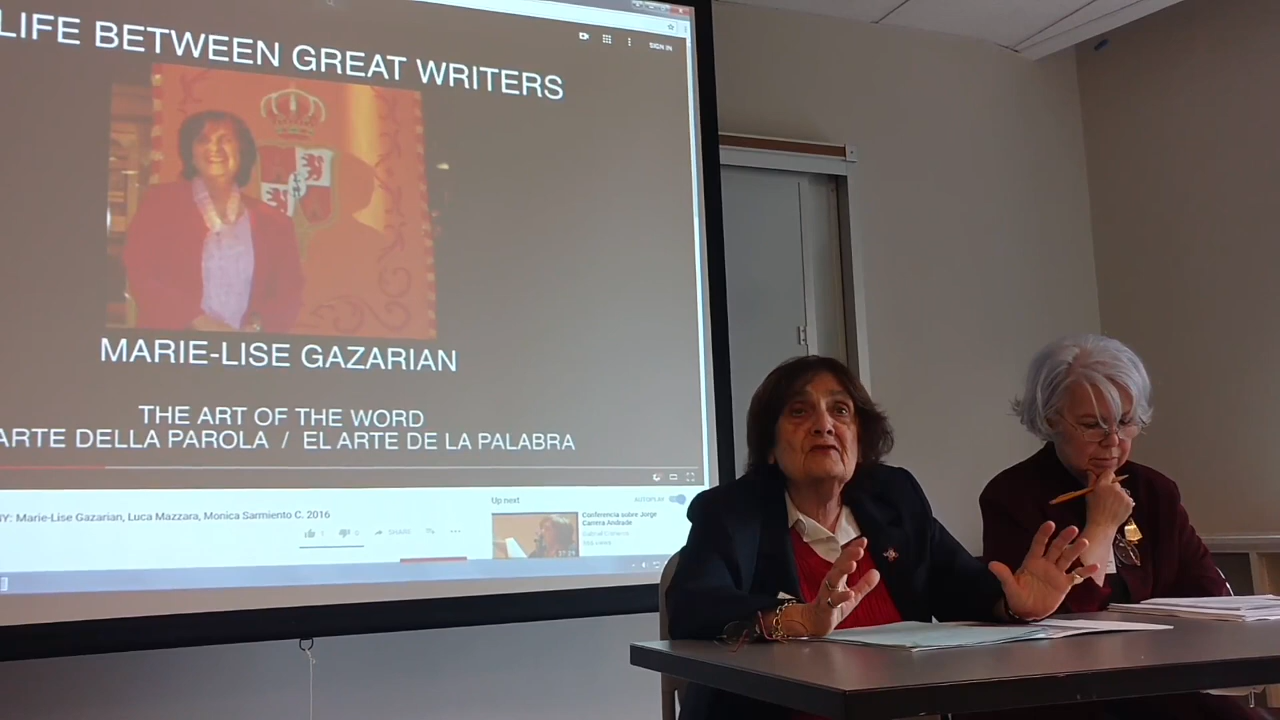 LIFE BETWEEN GREAT WRITERS
SIGN IN
MARIE-LISE GAZARIAN
THE ART OF THE WORD
ARTE DELLA PAROLA / EL ARTE DE LA PALABRA
NY: Marie-Lise Gazarian, Luca Mazzara, Monica Sarmiento C. 2016
SHARE
Up next
AUTOPLAY
Conferencia sobre Jorge
Carrera Andrade